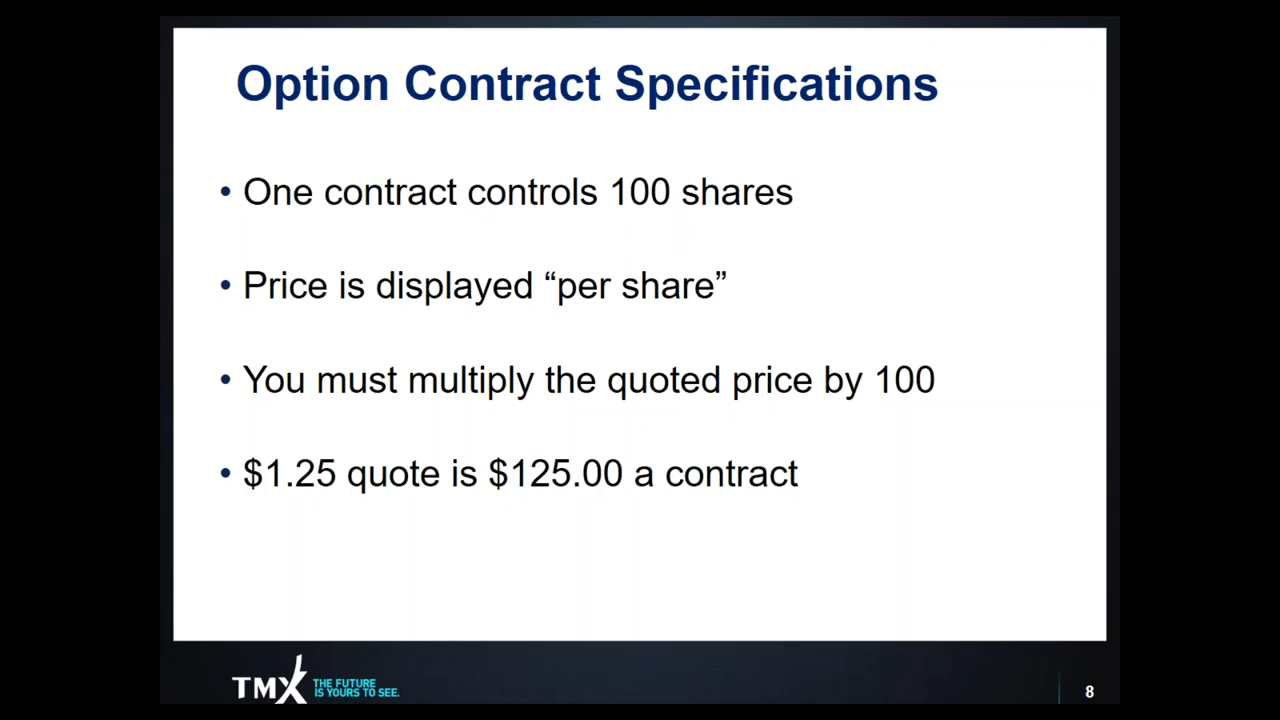 Option Contract Specifications
• One contract controls 100 shares
• Price is displayed “per share”
• You must multiply the quoted price by 100
• $1.25 quote is $125.00 a contract
TMX
THE FUTURE
IS YOURS TO SEE.
8